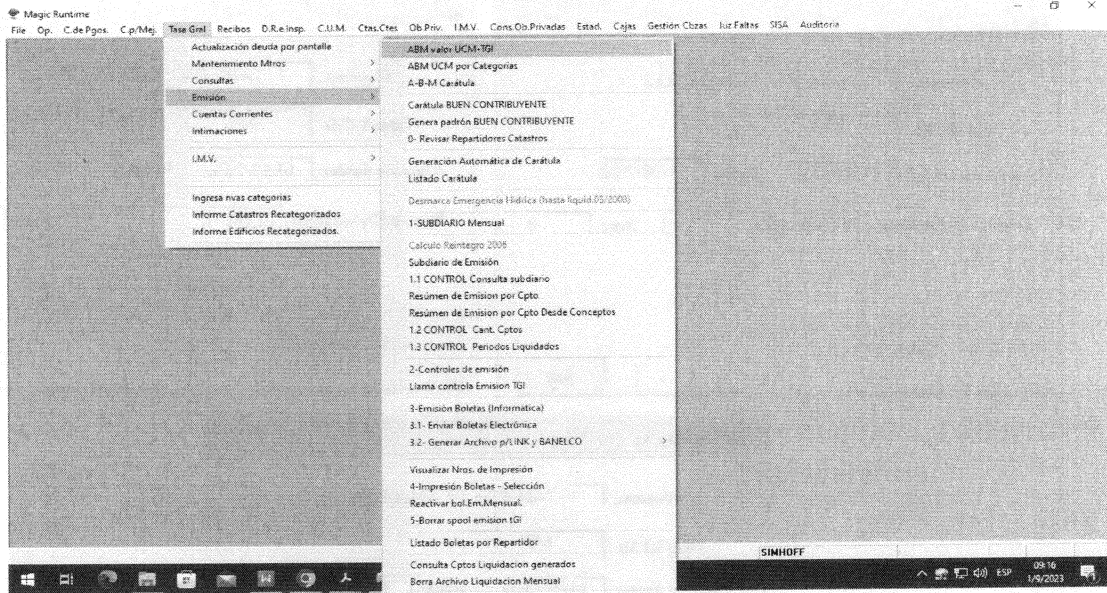 Magic Runtime
File Op. C.de Pgos. C.p/Mej. Tasa Gral Recibos D.R.e Insp. C.U.M. Ctas.Ctes Ob.Priv. I.M.V. Cons.Ob.Privadas Estad. Cajas Gestión Cbzas Juz Faltas SISA Auditoria
Actualización deuda por pantalla
Mantenimiento Mtros
Consultas
Emisión
Cuentas Corrientes
Intimaciones
I.M.V.
Ingresa nvas categorias
Informe Catastros Recategorizados
Informe Edificios Recategorizados.
ABM valor UCM-TGI
ABM UCM por Categorias
A-B-M Carátula
Carátula BUEN CONTRIBUYENTE
Genera padrón BUEN CONTRIBUYENTE
0- Revisar Repartidores Catastros
Generación Automática de Carátula
Listado Carátula
Desmarca Emergencia Hidrica (hasta liquid.05/2008)
1-SUBDIARIO Mensual
Calculo Reintegro 2006
Subdiario de Emisión
1.1 CONTROL Consulta subdiario
Resúmen de Emision por Cpto
Resúmen de Emision por Cpto Desde Conceptos
1.2 CONTROL Cant. Cptos
1.3 CONTROL Periodos Liquidados
2-Controles de emisión
Llama controla Emision TGI
3-Emisión Boletas (Informatica)
3.1- Enviar Boletas Electrónica
3.2- Generar Archivo p/LINK y BANELCO
Visualizar Nros. de Impresión
4-Impresión Boletas - Selección
Reactivar bol.Em.Mensual.
5-Borrar spool emision tGI
Listado Boletas por Repartidor
Consulta Cptos Liquidacion generados
Borra Archivo Liquidacion Mensual
SIMHOFF
ESP
09:16
1/9/2023